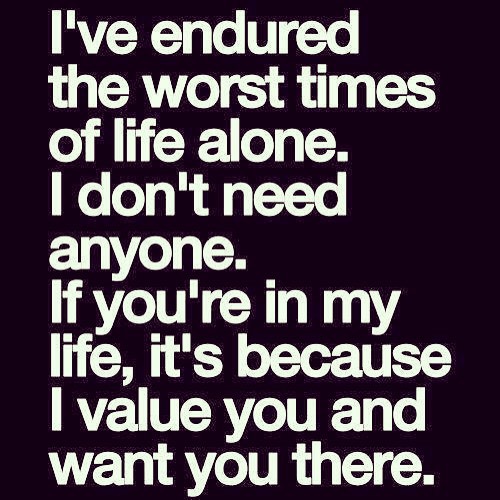 I've endured
the worst times
of life alone.
I don't need
anyone.
If you're in my
life, it's because
I value you and
want you there.